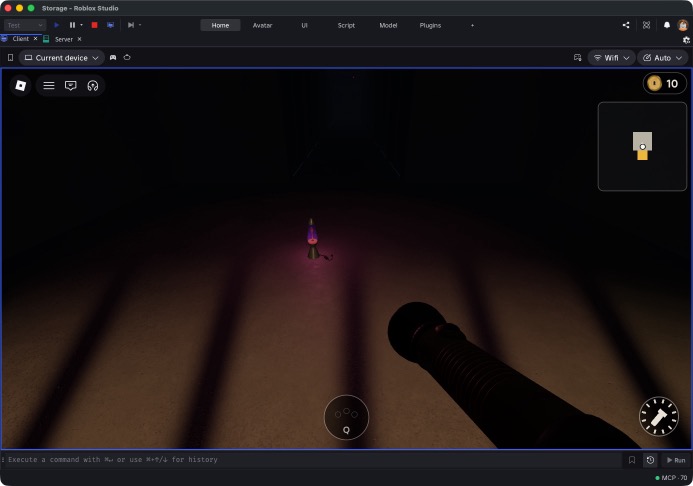 Storage - Roblox Studio
Test
Home
Avatar
UI
Script
Model
Plugins
+
Client
Server
Current device
Wifi
Auto
10
Q
Execute a command with ⌘↵ or use ⌘+↑/↓ for history
Run
MCP · 70